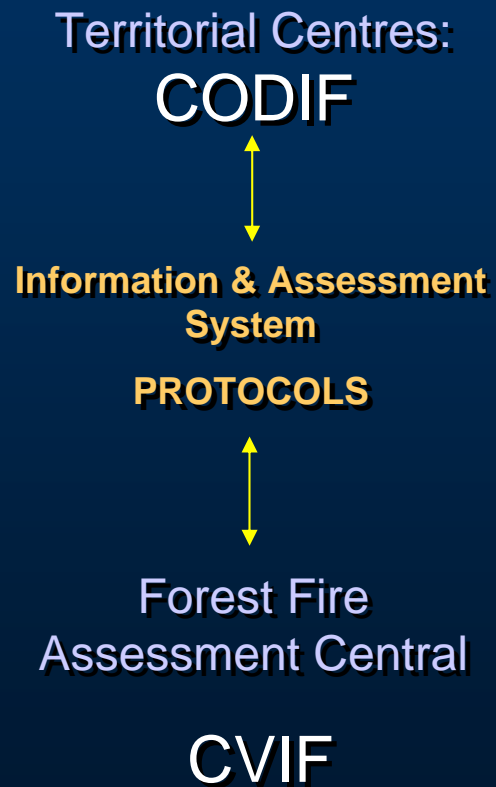 Territorial Centres:
CODIF
Information & Assessment
System
PROTOCOLS
Forest Fire
Assessment Central
CVIF